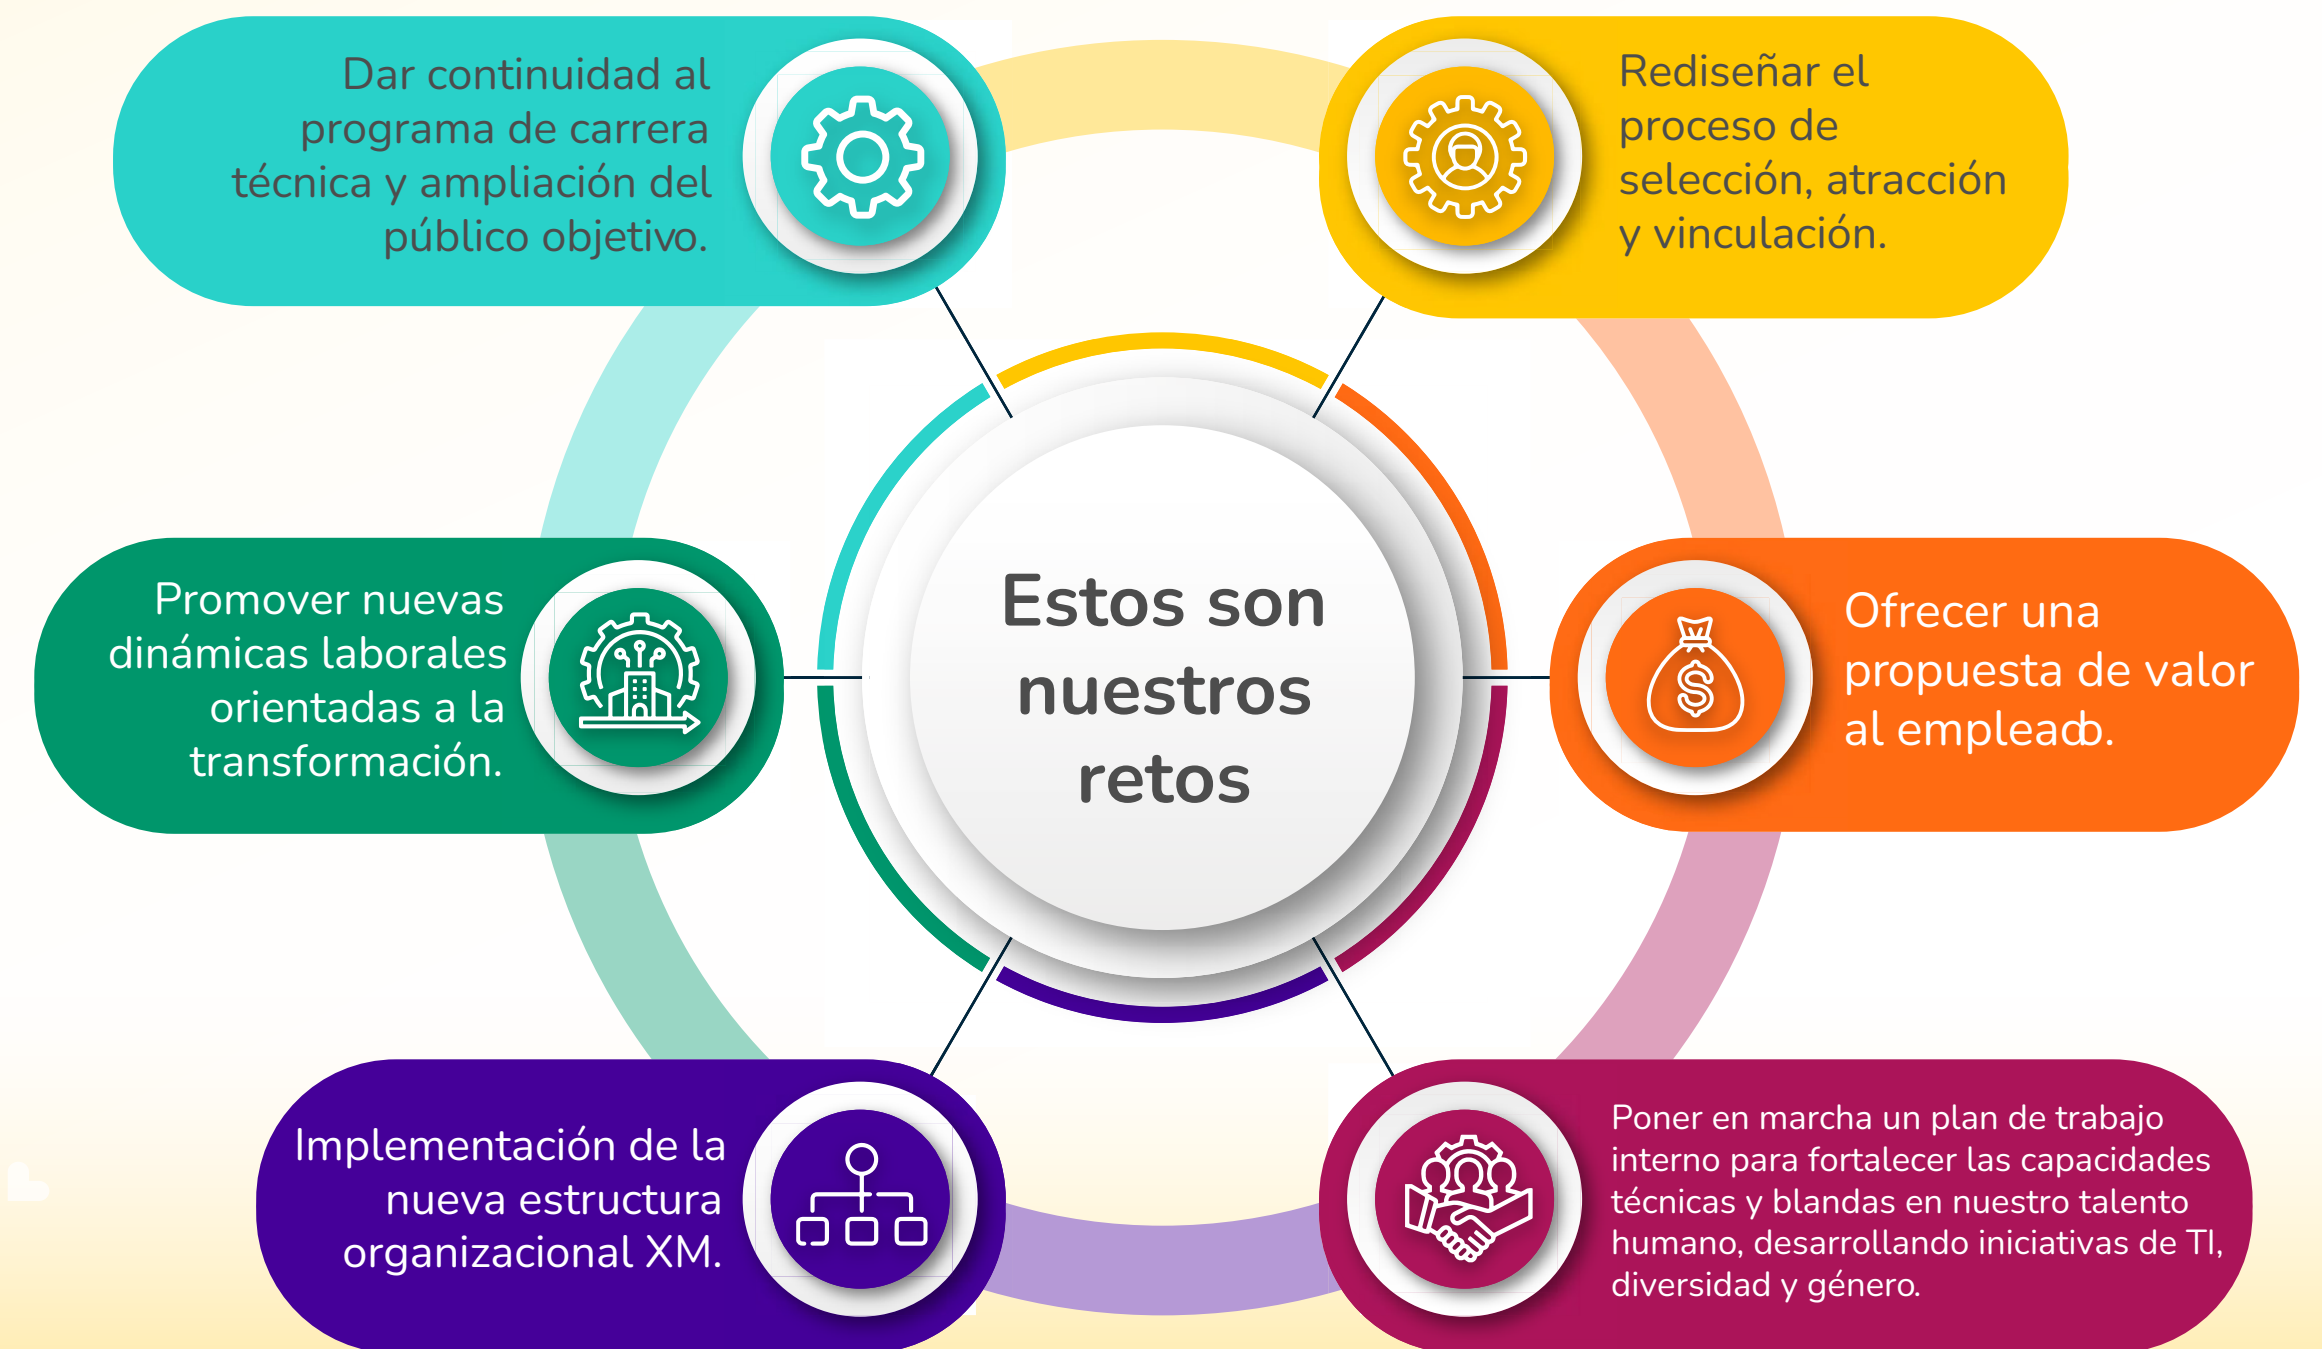 Dar continuidad al
programa de carrera
técnica y ampliación del
público objetivo.
Rediseñar el
proceso de
selección, atracción
y vinculación.
Promover nuevas
dinámicas laborales
orientadas a la
transformación.
Estos son
nuestros
retos
Ofrecer una
propuesta de valor
al empleado.
Implementación de la
nueva estructura
organizacional XM.
Poner en marcha un plan de trabajo
interno para fortalecer las capacidades
técnicas y blandas en nuestro talento
humano, desarrollando iniciativas de TI,
diversidad y género.